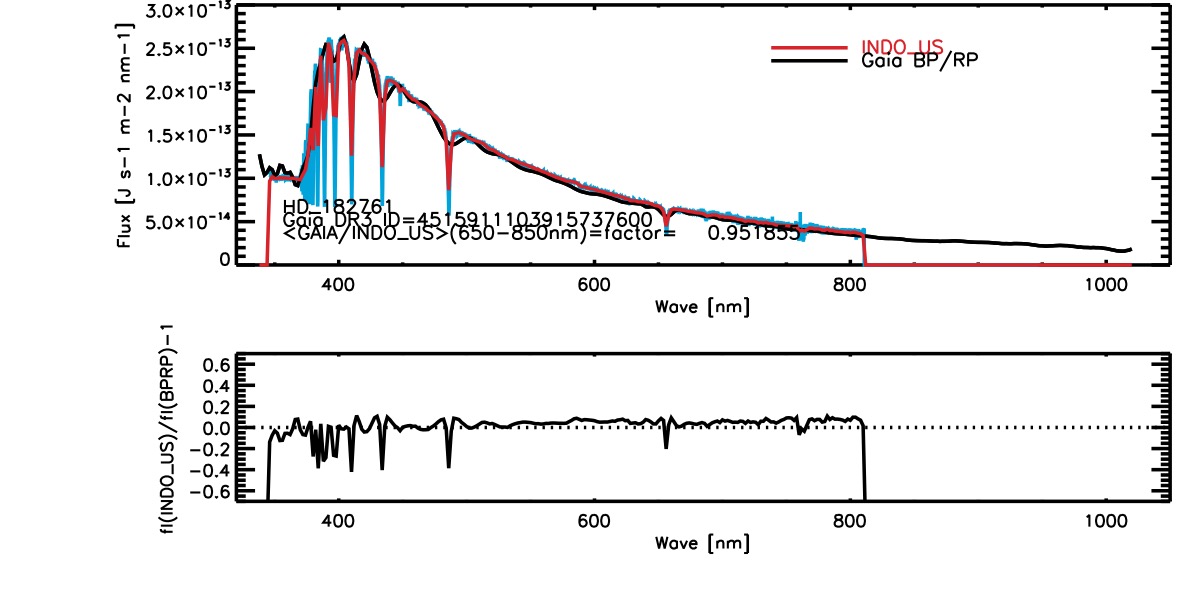 3.0×10−13
2.5×10−13
2.0×10−13
1.5×10−13
1.0×10−13
5.0×10−14
0
Flux [J s−1 m−2 nm−1]
INDO_US
Gaia BP/RP
HD_182761
Gaia DR3 ID=4515911103915737600
<GAIA/INDO_US>(650−850nm)=factor= 0.951855
400 600 800 1000
Wave [nm]
0.6
0.4
0.2
0.0
−0.2
−0.4
−0.6
fl(INDO_US)/fl(BPRP)−1
400 600 800 1000
Wave [nm]